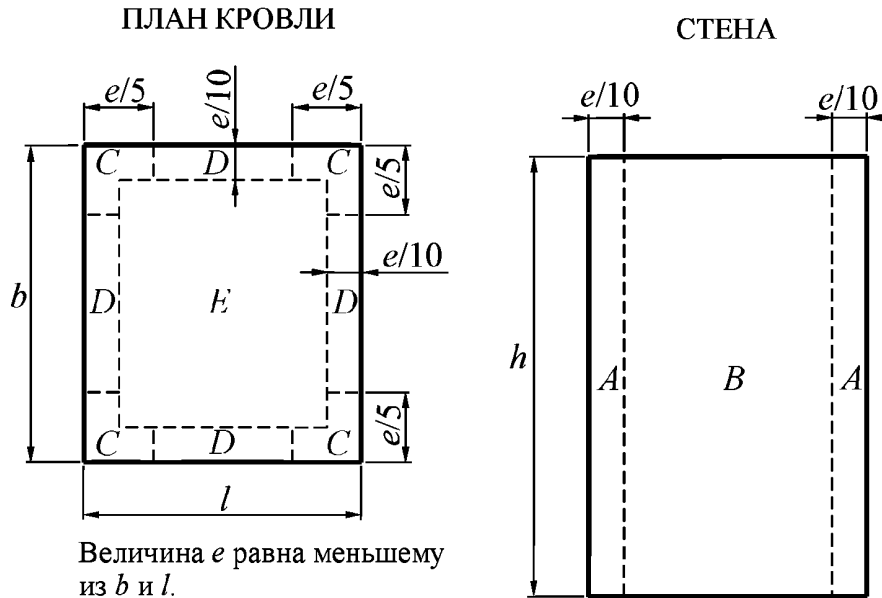 ПЛАН КРОВЛИ
СТЕНА
e/5
e/10
e/5
e/10
e/10
C
D
C
e/5
e/10
b
D
E
D
h
A
B
A
e/5
C
D
C
l
Величина e равна меньшему
из b и l.